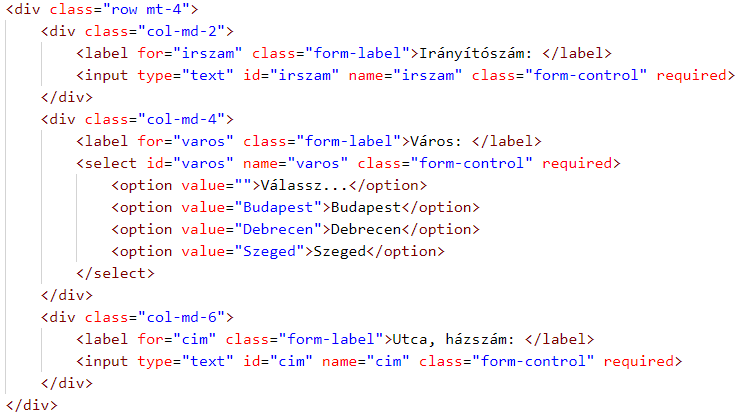 <div class="row mt-4">
    <div class="col-md-2">
        <label for="irszam" class="form-label">Irányítószám: </label>
        <input type="text" id="irszam" name="irszam" class="form-control" required>
    </div>
    <div class="col-md-4">
        <label for="varos" class="form-label">Város: </label>
        <select id="varos" name="varos" class="form-control" required>
            <option value="">Válassz...</option>
            <option value="Budapest">Budapest</option>
            <option value="Debrecen">Debrecen</option>
            <option value="Szeged">Szeged</option>
        </select>
    </div>
    <div class="col-md-6">
        <label for="cim" class="form-label">Utca, házszám: </label>
        <input type="text" id="cim" name="cim" class="form-control" required>
    </div>
</div>